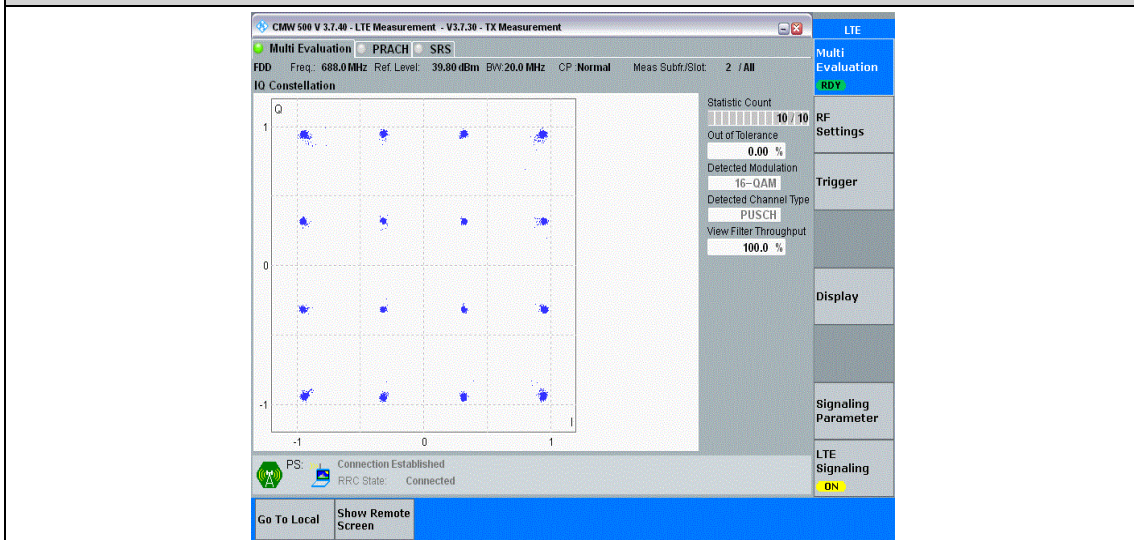 CMW 500 V 3.7.40 - LTE Measurement - V3.7.30 - TX Measurement
LTE
Multi Evaluation PRACH SRS
Multi
Evaluation
RDY
FDD Freq.: 688.0 MHz Ref. Level: 39.80 dBm BW: 20.0 MHz CP :Normal Meas Subfr./Slot: 2 / All
IQ Constellation
Q
1
0
-1
-1 0 1
I
Statistic Count
10 / 10
Out of Tolerance
0.00 %
Detected Modulation
16-QAM
Detected Channel Type
PUSCH
View Filter Throughput
100.0 %
RF
Settings
Trigger
Display
Signaling
Parameter
LTE
Signaling
ON
PS: Connection Established
RRC State: Connected
Go To Local
Show Remote
Screen